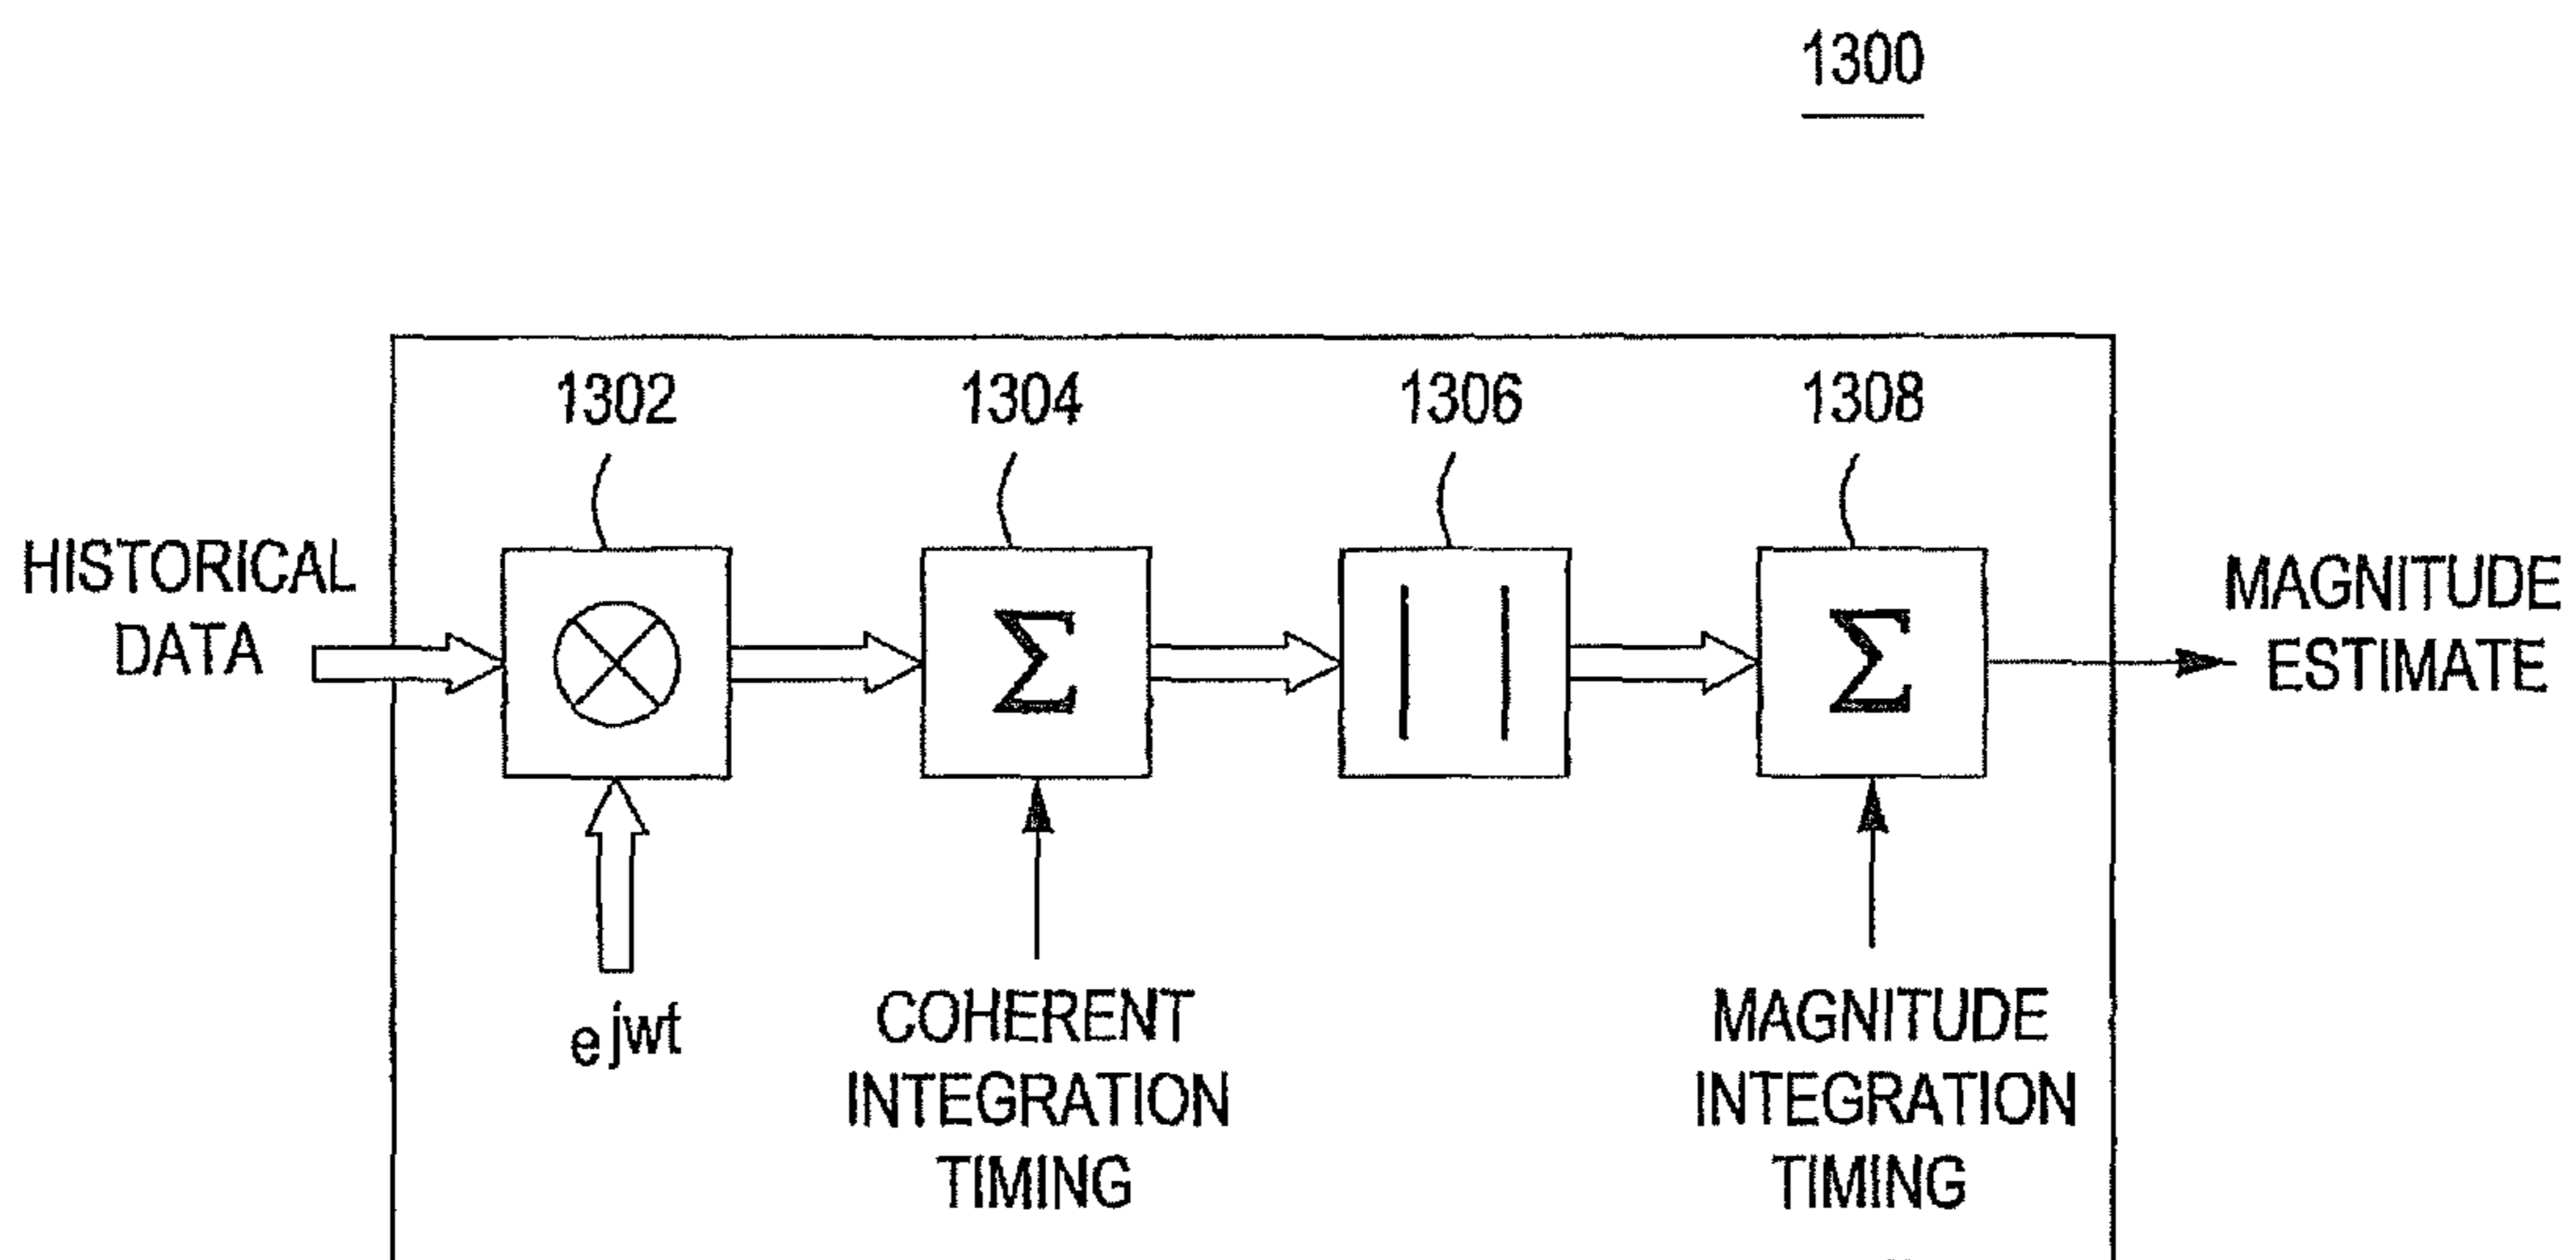 1300
1302
1304
1306
1308
HISTORICAL
DATA
Σ
Σ
MAGNITUDE
ESTIMATE
e jwt
COHERENT
INTEGRATION
TIMING
MAGNITUDE
INTEGRATION
TIMING